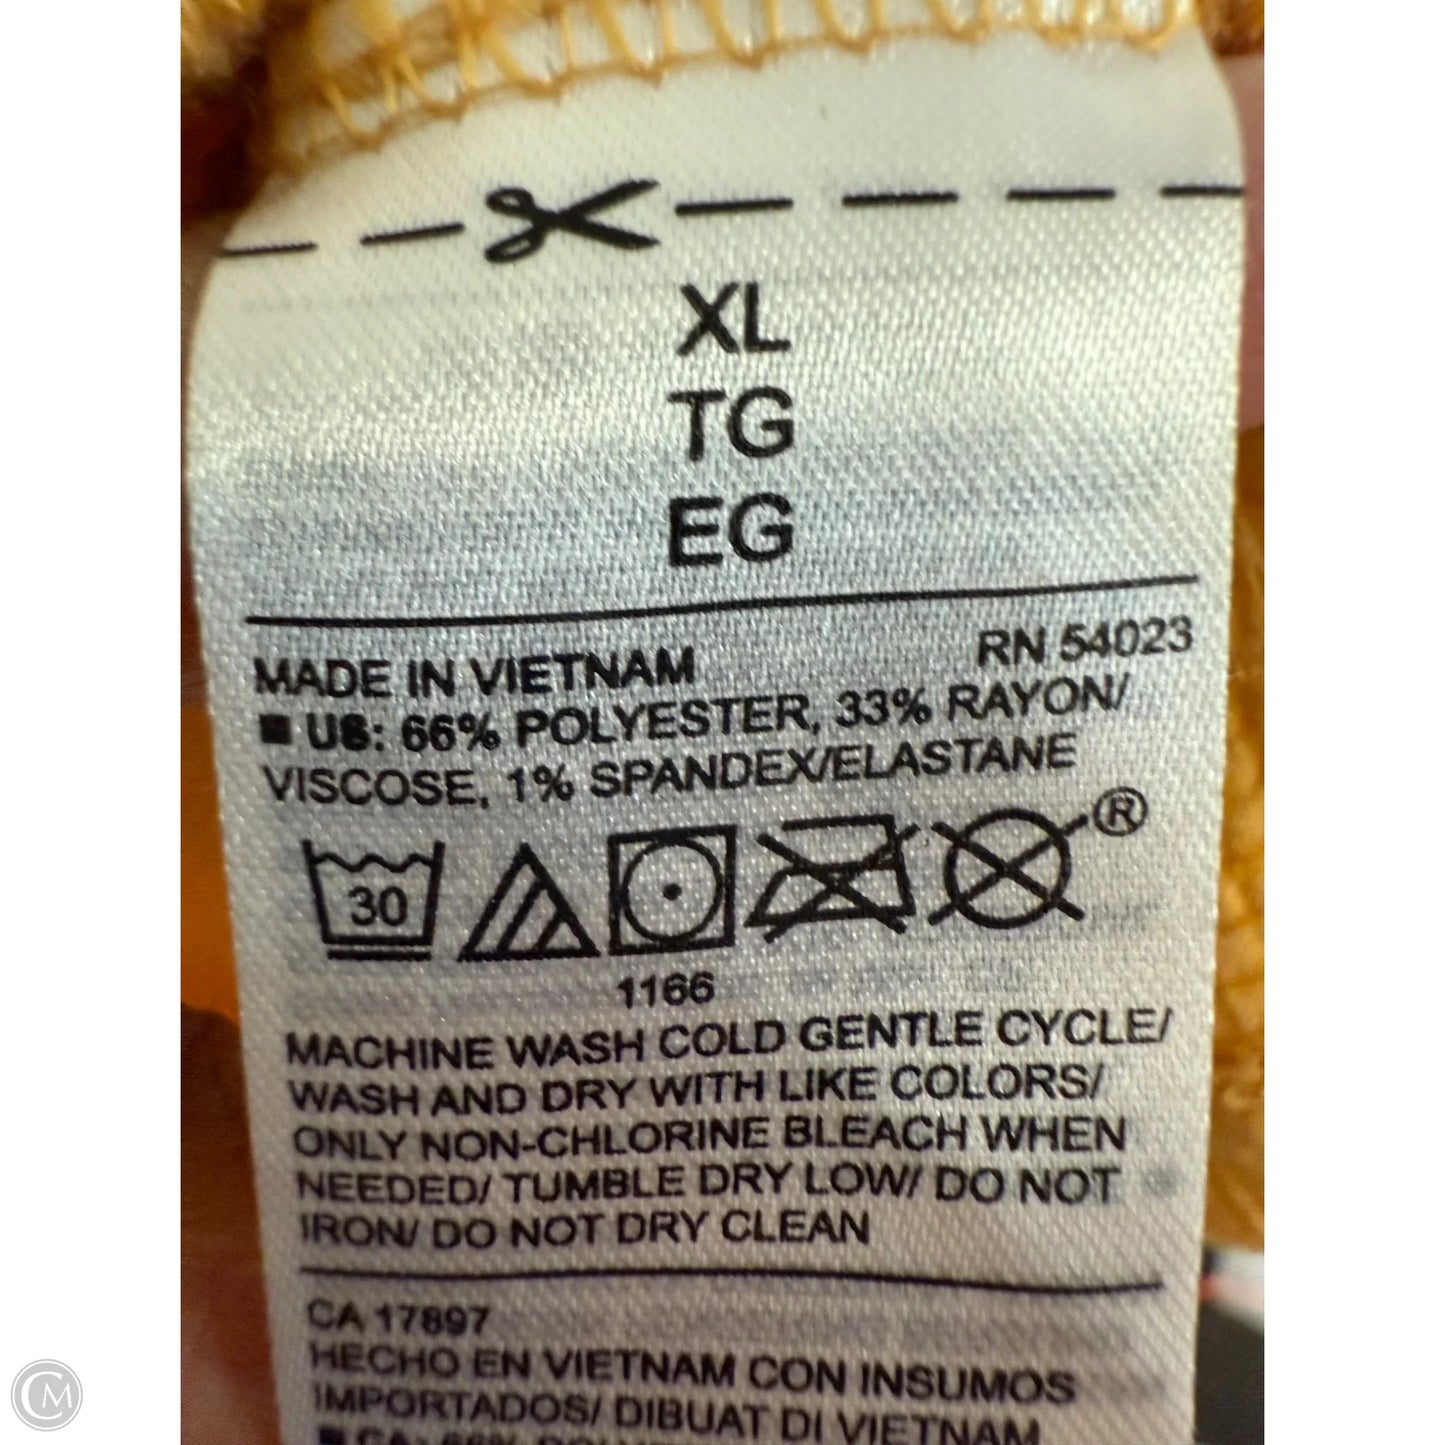 XL
TG
EG
MADE IN VIETNAM RN 54023
■ US: 66% POLYESTER, 33% RAYON/
VISCOSE, 1% SPANDEX/ELASTANE
30
®
1166
MACHINE WASH COLD GENTLE CYCLE/
WASH AND DRY WITH LIKE COLORS/
ONLY NON-CHLORINE BLEACH WHEN
NEEDED/ TUMBLE DRY LOW/ DO NOT
IRON/ DO NOT DRY CLEAN
CA 17897
HECHO EN VIETNAM CON INSUMOS
IMPORTADOS/ DIBUAT DI VIETNAM
■ CA: 66%
CM